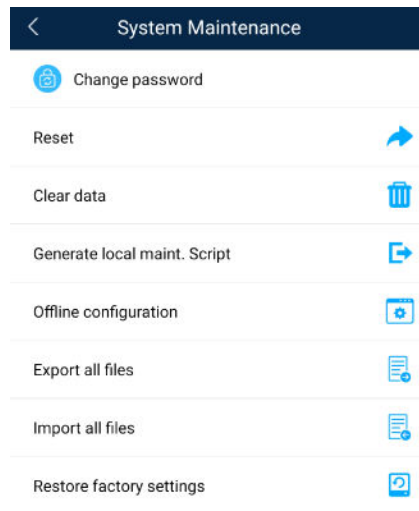 System Maintenance
Change password
Reset
Clear data
Generate local maint. Script
Offline configuration
Export all files
Import all files
Restore factory settings